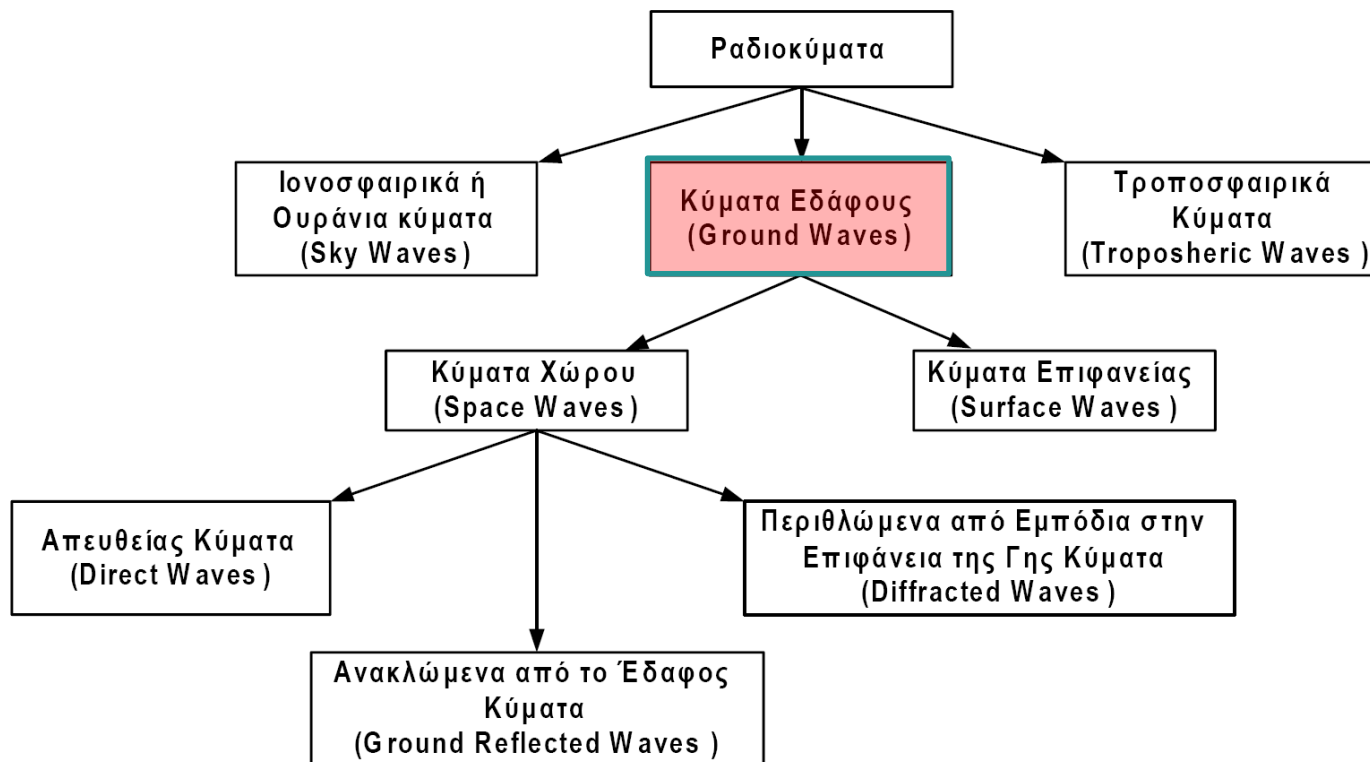 Ραδιοκύματα
Ιονοσφαιρικά ή
Ουράνια κύματα
(Sky Waves)
Κύματα Εδάφους
(Ground Waves)
Τροποσφαιρικά
Κύματα
(Troposheric Waves )
Κύματα Χώρου
(Space Waves)
Κύματα Επιφανείας
(Surface Waves )
Απευθείας Κύματα
(Direct Waves)
Περιθλώμενα από Εμπόδια στην
Επιφάνεια της Γης Κύματα
(Diffracted Waves )
Ανακλώμενα από το Έδαφος
Κύματα
(Ground Reflected Waves )